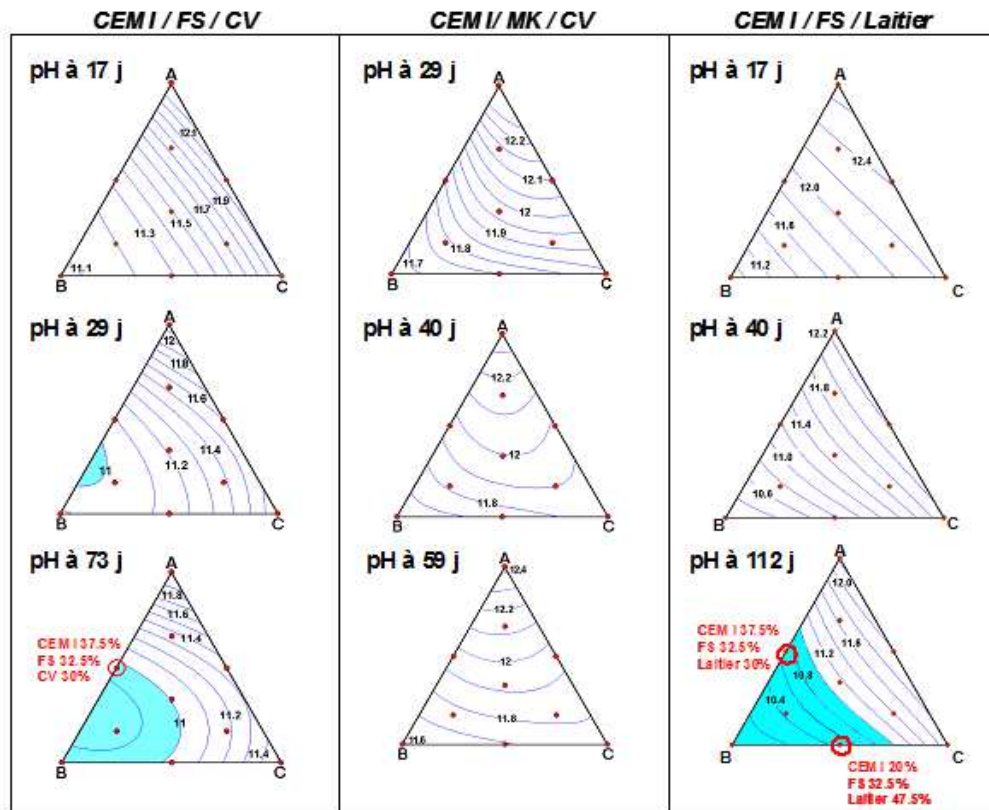 CEM I / FS / CV
CEM I/ MK / CV
CEM I / FS / Laitier
pH à 17 j
A
12.1
11.9
11.7
11.5
11.3
11.1
B
C
pH à 29 j
A
12.2
12.1
12
11.9
11.8
11.7
B
C
pH à 17 j
A
12.4
12.0
11.6
11.2
B
C
pH à 29 j
A
12
11.8
11.6
11.4
11.2
11
B
C
pH à 40 j
A
12.2
12
11.8
B
C
pH à 40 j
A
12.2
11.8
11.4
11.0
10.6
B
C
pH à 73 j
A
11.8
11.6
11.4
CEM I 37.5%
FS 32.5%
CV 30%
11.2
11
11.4
B
C
pH à 59 j
A
12.4
12.2
12
11.8
11.6
B
C
pH à 112 j
A
12.0
CEM I 37.5%
FS 32.5%
Laitier 30%
11.6
11.2
10.8
10.4
B
C
CEM I 20%
FS 32.5%
Laitier 47.5%